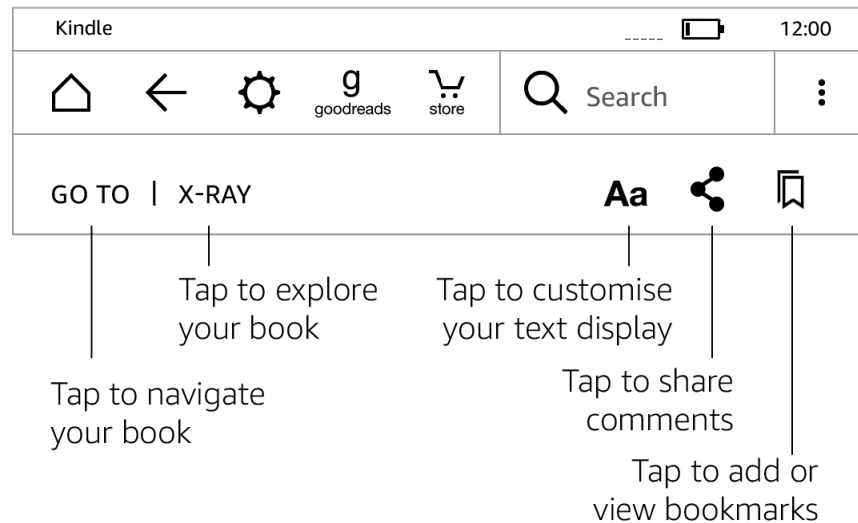 Kindle
12:00
g
goodreads
store
Search
GO TO | X-RAY
Aa
Tap to explore
your book
Tap to customise
your text display
Tap to navigate
your book
Tap to share
comments
Tap to add or
view bookmarks